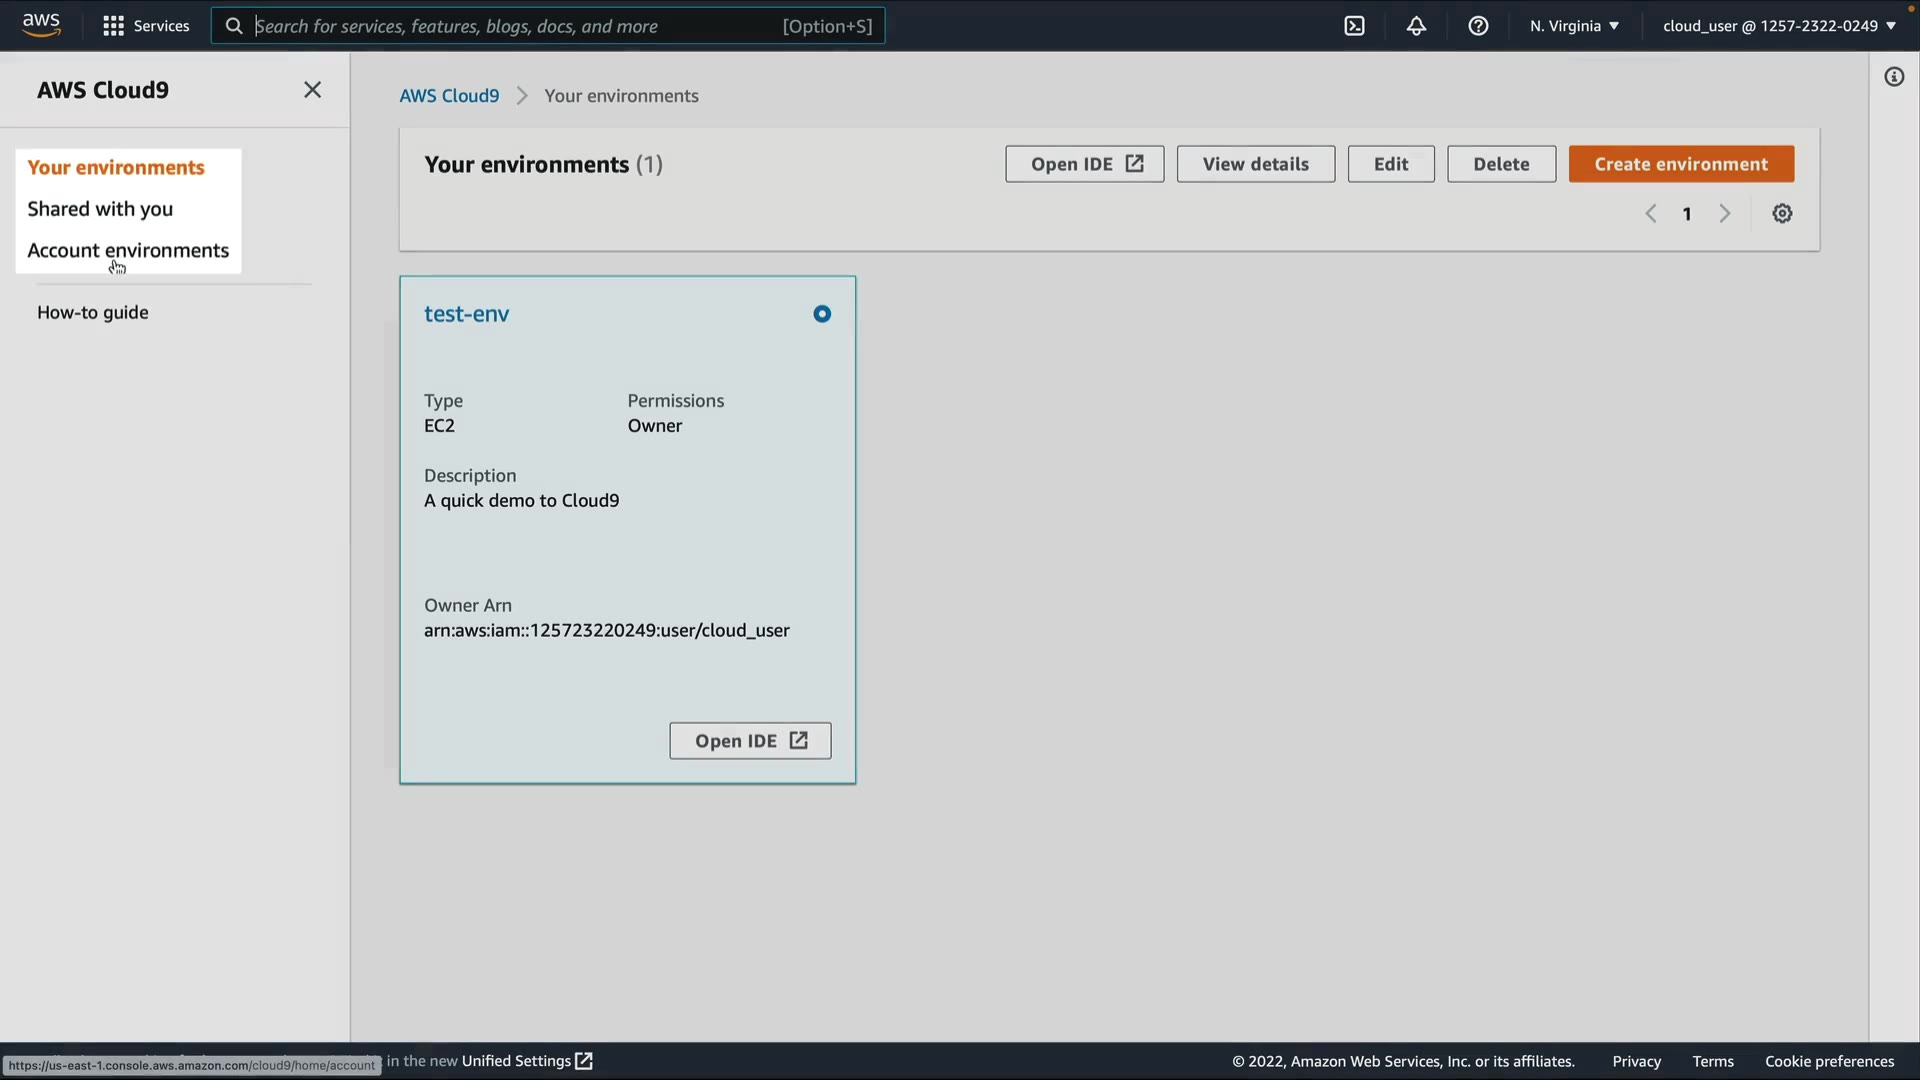 aws
Services
Search for services, features, blogs, docs, and more
[Option+S]
N. Virginia ▼
cloud_user @ 1257-2322-0249 ▼
AWS Cloud9
Your environments
Shared with you
Account environments
How-to guide
AWS Cloud9 > Your environments
Your environments (1)
Open IDE
View details
Edit
Delete
Create environment
< 1 >
test-env
Type
EC2
Permissions
Owner
Description
A quick demo to Cloud9
Owner Arn
arn:aws:iam::125723220249:user/cloud_user
Open IDE
https://us-east-1.console.aws.amazon.com/cloud9/home/account
in the new Unified Settings
© 2022, Amazon Web Services, Inc. or its affiliates.
Privacy
Terms
Cookie preferences